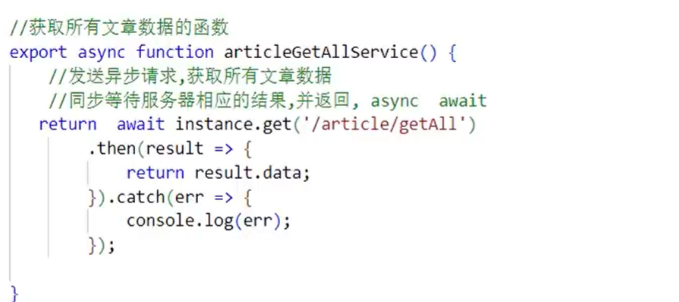 //获取所有文章数据的函数
export async function articleGetAllService() {
    //发送异步请求,获取所有文章数据
    //同步等待服务器相应的结果,并返回, async  await
   return  await instance.get('/article/getAll')
        .then(result => {
            return result.data;
        }).catch(err => {
            console.log(err);
        });
}